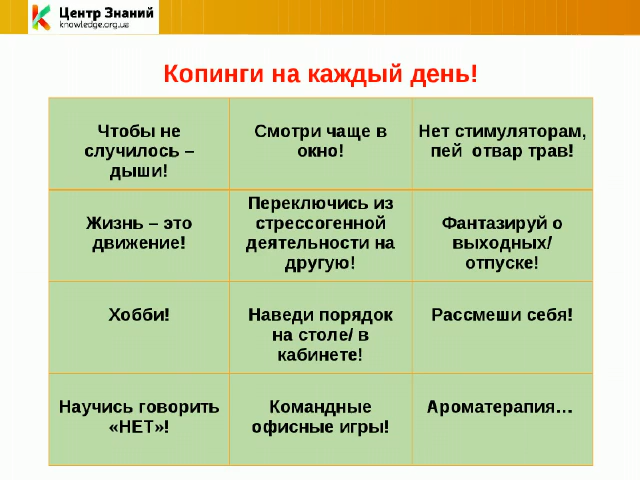 Центр Знаний
knowledge.org.ua
Копинги на каждый день!
Чтобы не
случилось –
дыши!
Смотри чаще в
окно!
Нет стимуляторам,
пей отвар трав!
Жизнь – это
движение!
Переключись из
стрессогенной
деятельности на
другую!
Фантазируй о
выходных/
отпуске!
Хобби!
Наведи порядок
на столе/ в
кабинете!
Рассмеши себя!
Научись говорить
«НЕТ»!
Командные
офисные игры!
Ароматерапия…